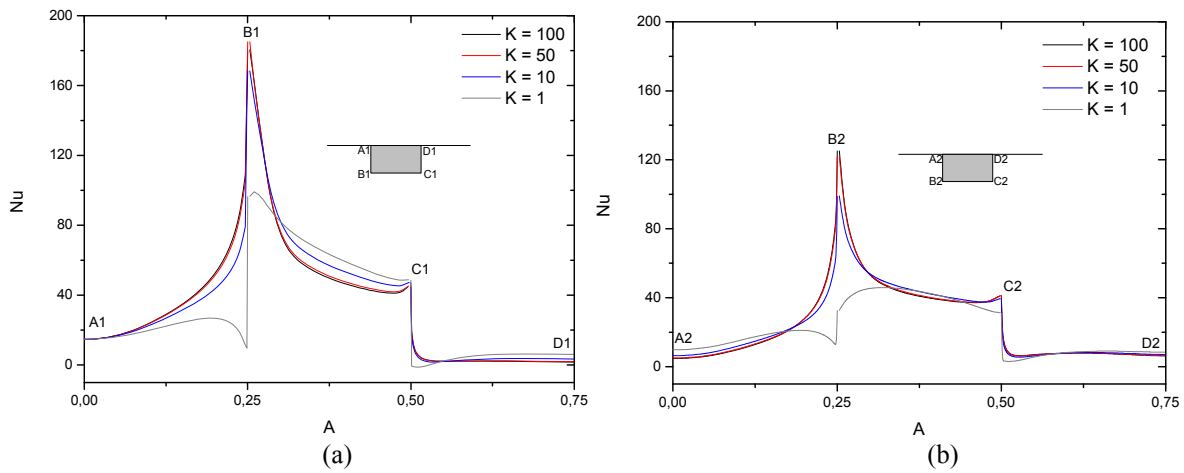 200
160
120
80
40
0
Nu
B1
K = 100
K = 50
K = 10
K = 1
A1 D1
B1 C1
A1
C1
D1
0,00 0,25 0,50 0,75
A
(a)
200
160
120
80
40
0
Nu
B2
K = 100
K = 50
K = 10
K = 1
A2 D2
B2 C2
A2
C2
D2
0,00 0,25 0,50 0,75
A
(b)